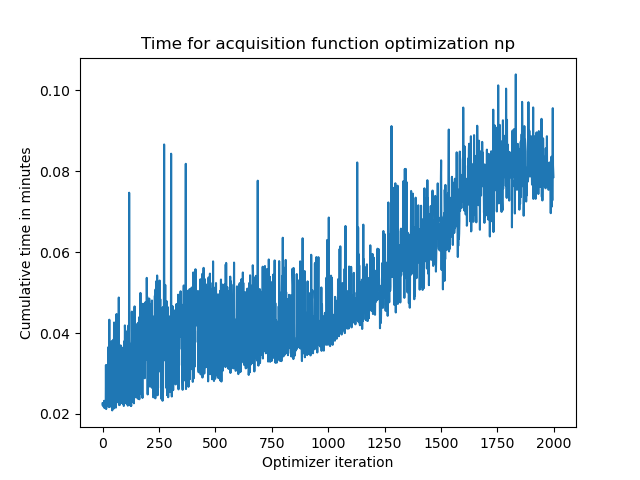 Time for acquisition function optimization np
Cumulative time in minutes
0.10
0.08
0.06
0.04
0.02
0 250 500 750 1000 1250 1500 1750 2000
Optimizer iteration